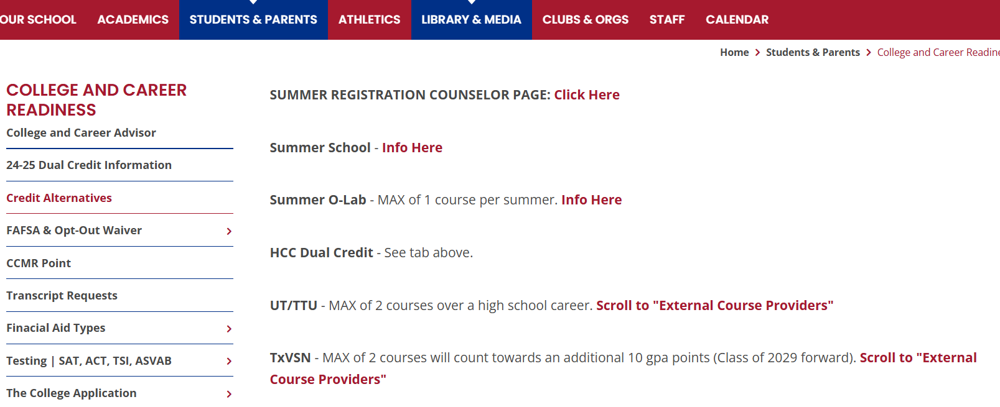 OUR SCHOOL ACADEMICS STUDENTS & PARENTS ATHLETICS LIBRARY & MEDIA CLUBS & ORGS STAFF CALENDAR
Home > Students & Parents > College and Career Readine
COLLEGE AND CAREER
READINESS
College and Career Advisor
24-25 Dual Credit Information
Credit Alternatives
FAFSA & Opt-Out Waiver
CCMR Point
Transcript Requests
Finacial Aid Types
Testing | SAT, ACT, TSI, ASVAB
The College Application
SUMMER REGISTRATION COUNSELOR PAGE: Click Here
Summer School - Info Here
Summer O-Lab - MAX of 1 course per summer. Info Here
HCC Dual Credit - See tab above.
UT/TTU - MAX of 2 courses over a high school career. Scroll to "External Course Providers"
TxVSN - MAX of 2 courses will count towards an additional 10 gpa points (Class of 2029 forward). Scroll to "External
Course Providers"